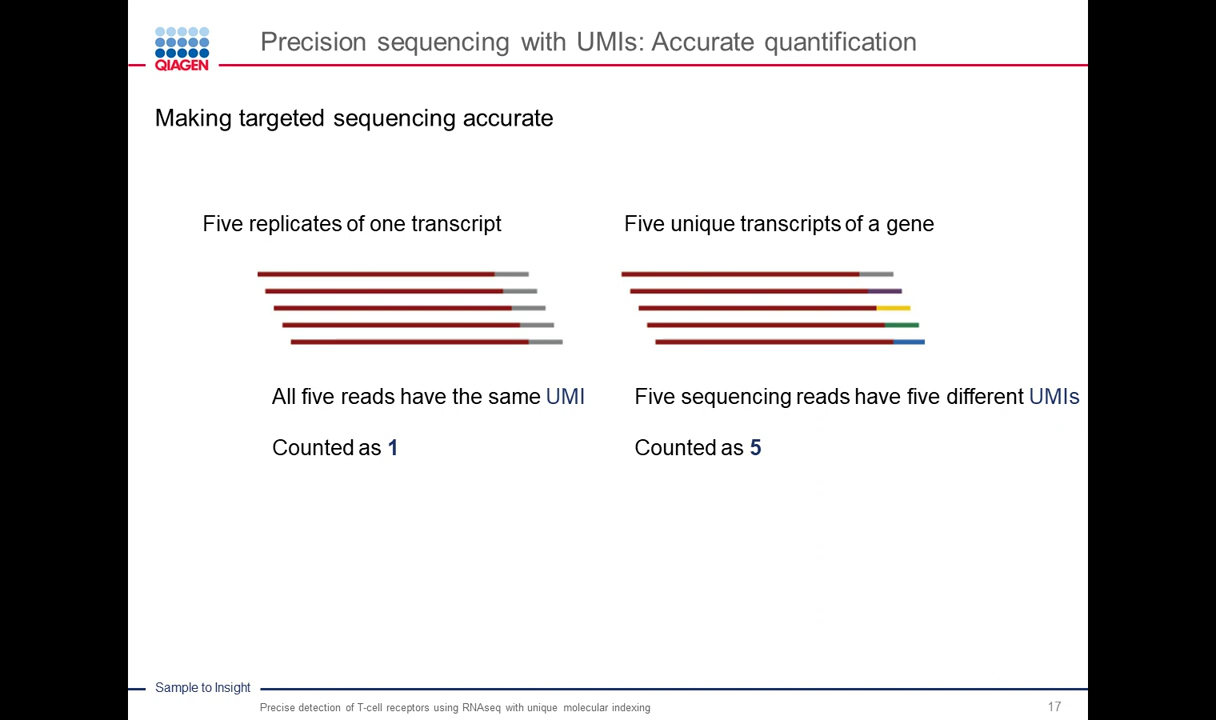 QIAGEN
Precision sequencing with UMIs: Accurate quantification
Making targeted sequencing accurate
Five replicates of one transcript
Five unique transcripts of a gene
All five reads have the same UMI
Five sequencing reads have five different UMIs
Counted as 1
Counted as 5
Sample to Insight
Precise detection of T-cell receptors using RNAseq with unique molecular indexing
17